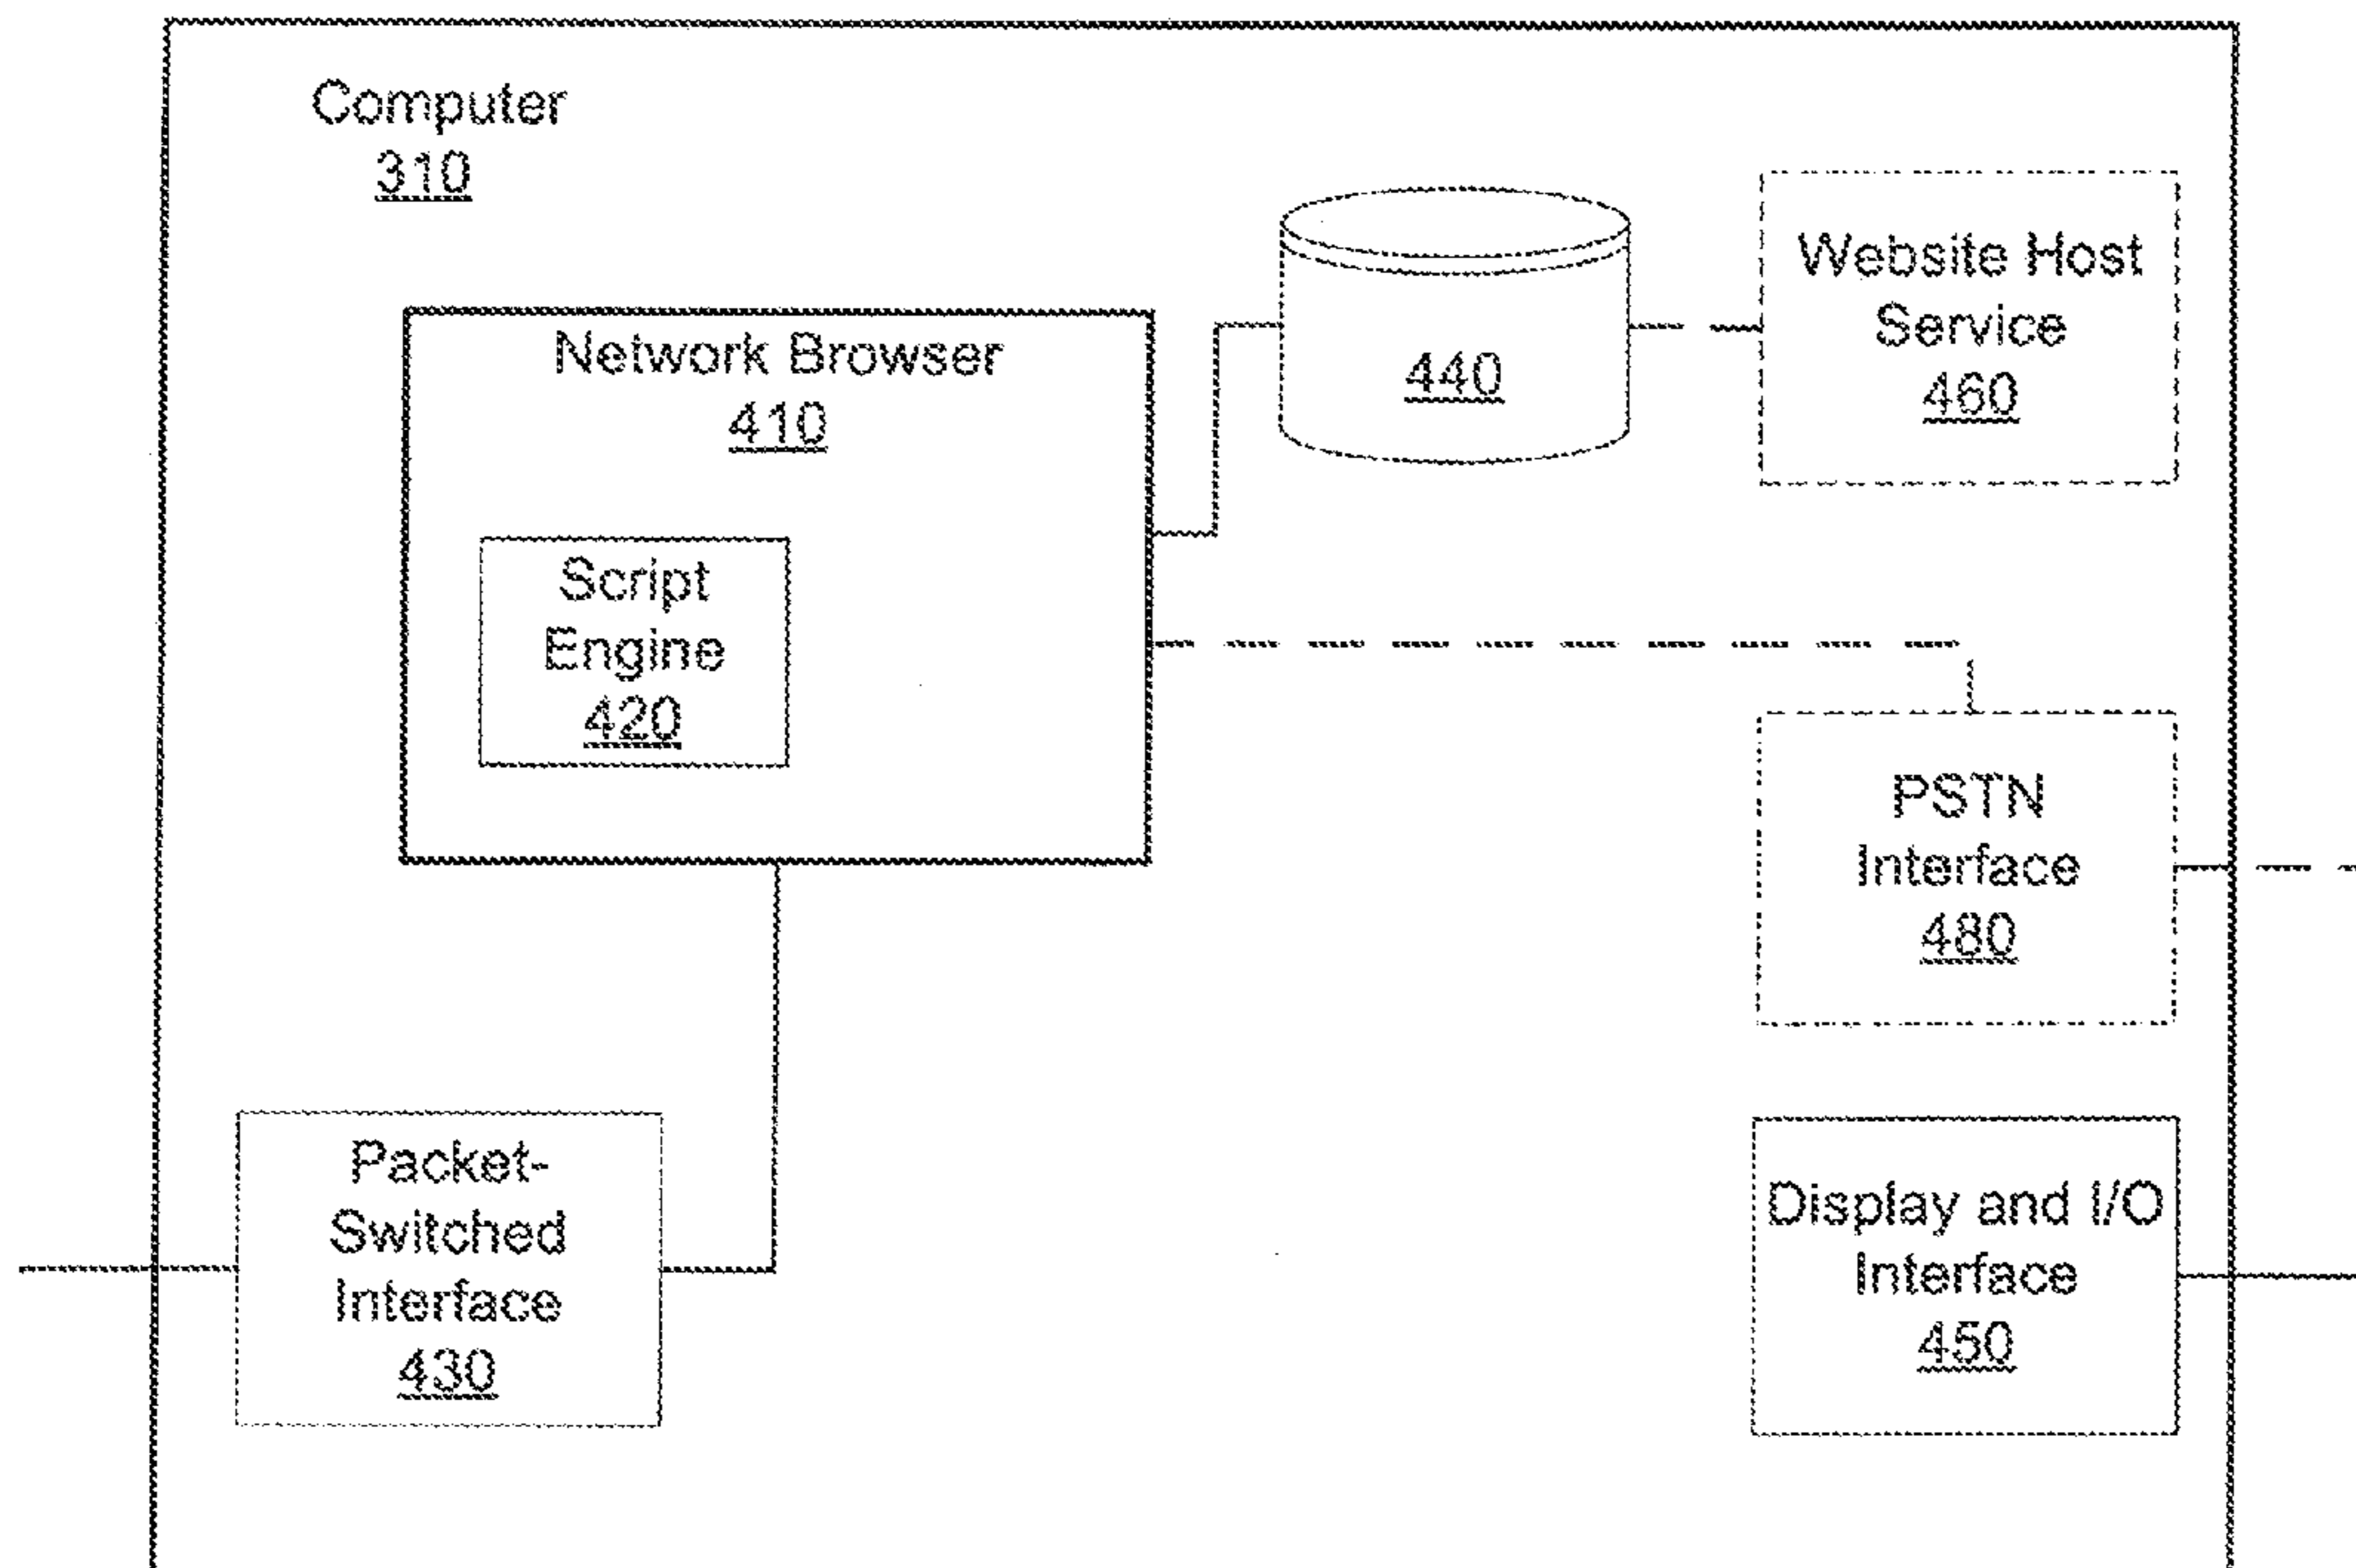 Computer
310
Network Browser
410
Script
Engine
420
440
Website Host
Service
460
PSTN
Interface
480
Packet-
Switched
Interface
430
Display and I/O
Interface
450